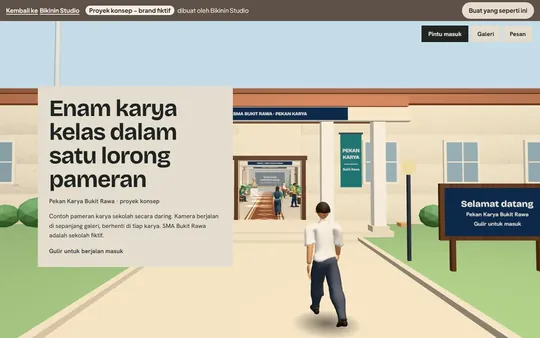 Kembali ke Bikinin Studio
Proyek konsep – brand fiktif
dibuat oleh Bikinin Studio
Buat yang seperti ini
Pintu masuk
Galeri
Pesan
Enam karya
kelas dalam
satu lorong
pameran
Pekan Karya Bukit Rawa · proyek konsep
Contoh pameran karya sekolah secara daring. Kamera berjalan
di sepanjang galeri, berhenti di tiap karya. SMA Bukit Rawa
adalah sekolah fiktif.
Gulir untuk berjalan masuk
SMA BUKIT RAWA · PEKAN KARYA
PEKAN
KARYA
Bukit Rawa
Selamat datang
Pekan Karya Bukit Rawa
Gulir untuk masuk